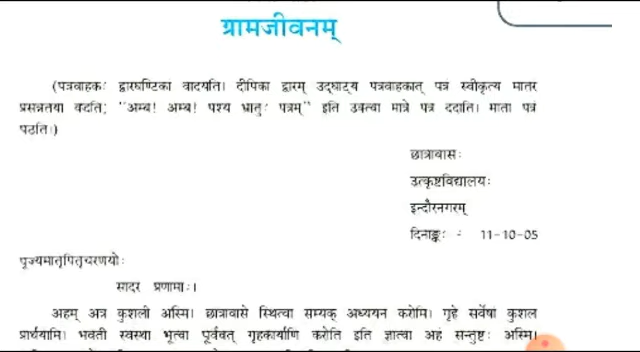 ग्रामजीवनम्
(पत्रवाहकः द्वारघण्टिकां वादयति। दीपिका द्वारम् उद्घाट्य पत्रवाहकात् पत्रं स्वीकृत्य मातरं
प्रसन्नतया वदति; "अम्ब! अम्ब! पश्य भ्रातुः पत्रम्" इति उक्त्वा मात्रे पत्रं ददाति। माता पत्रं
पठति।)
छात्रावासः
उत्कृष्टविद्यालयः
इन्दौरनगरम्
दिनाङ्कः - 11-10-05
पूज्यमातृपितृचरणयोः
सादरं प्रणामाः।
अहम् अत्र कुशली अस्मि। छात्रावासे स्थित्वा सम्यक् अध्ययनं करोमि। गृहे सर्वेषां कुशलं
प्रार्थयामि। भवती स्वस्था भूत्वा पूर्ववत् गृहकार्याणि करोति इति ज्ञात्वा अहं सन्तुष्टः अस्मि।